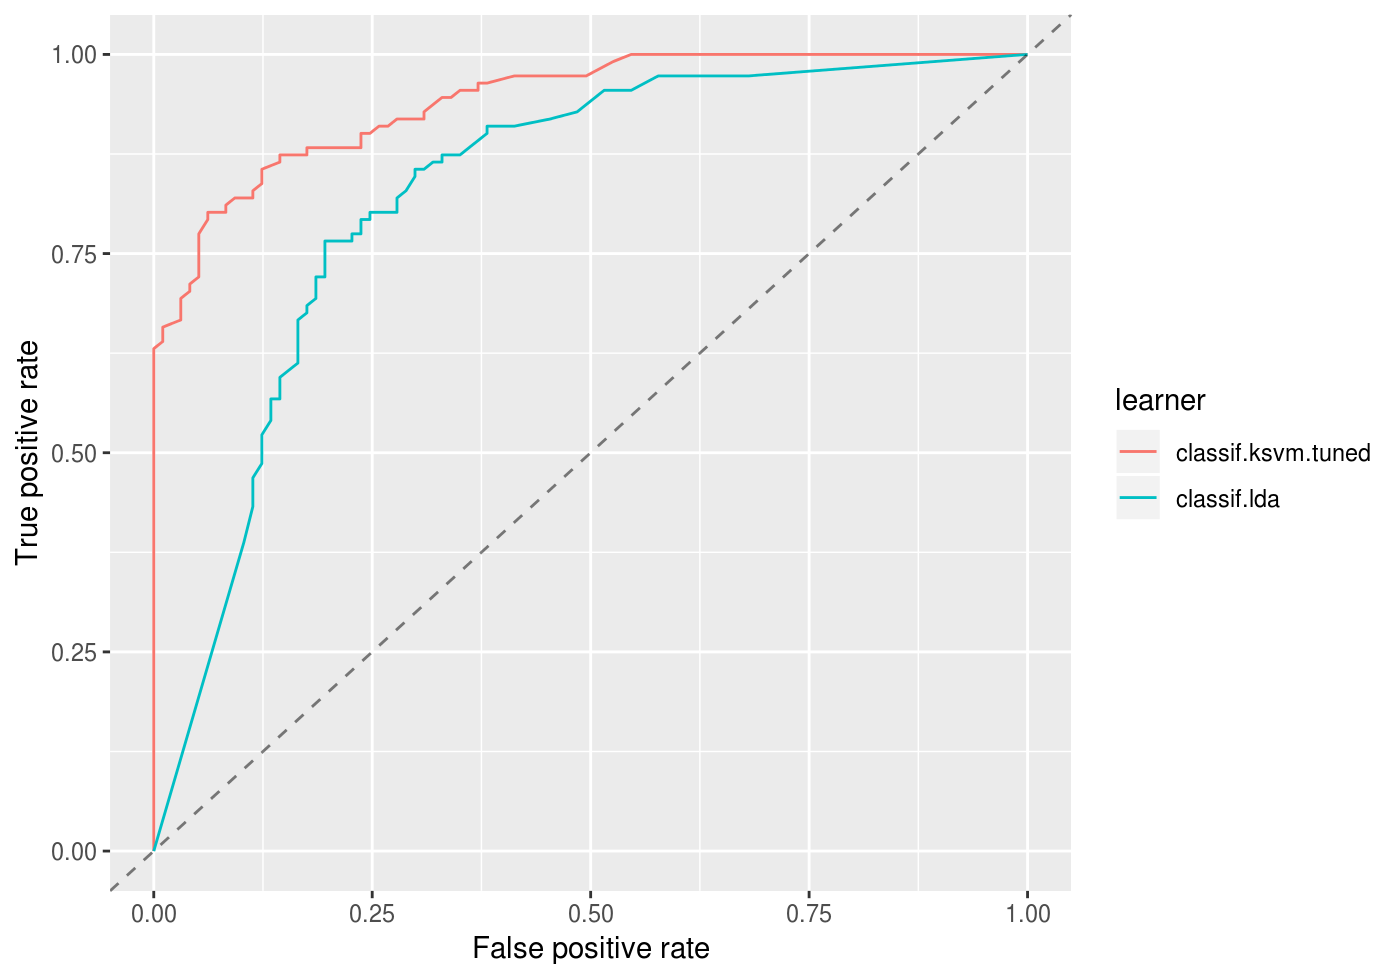 1.00
0.75
0.50
0.25
0.00
True positive rate
0.00 0.25 0.50 0.75 1.00
False positive rate
learner
classif.ksvm.tuned
classif.lda